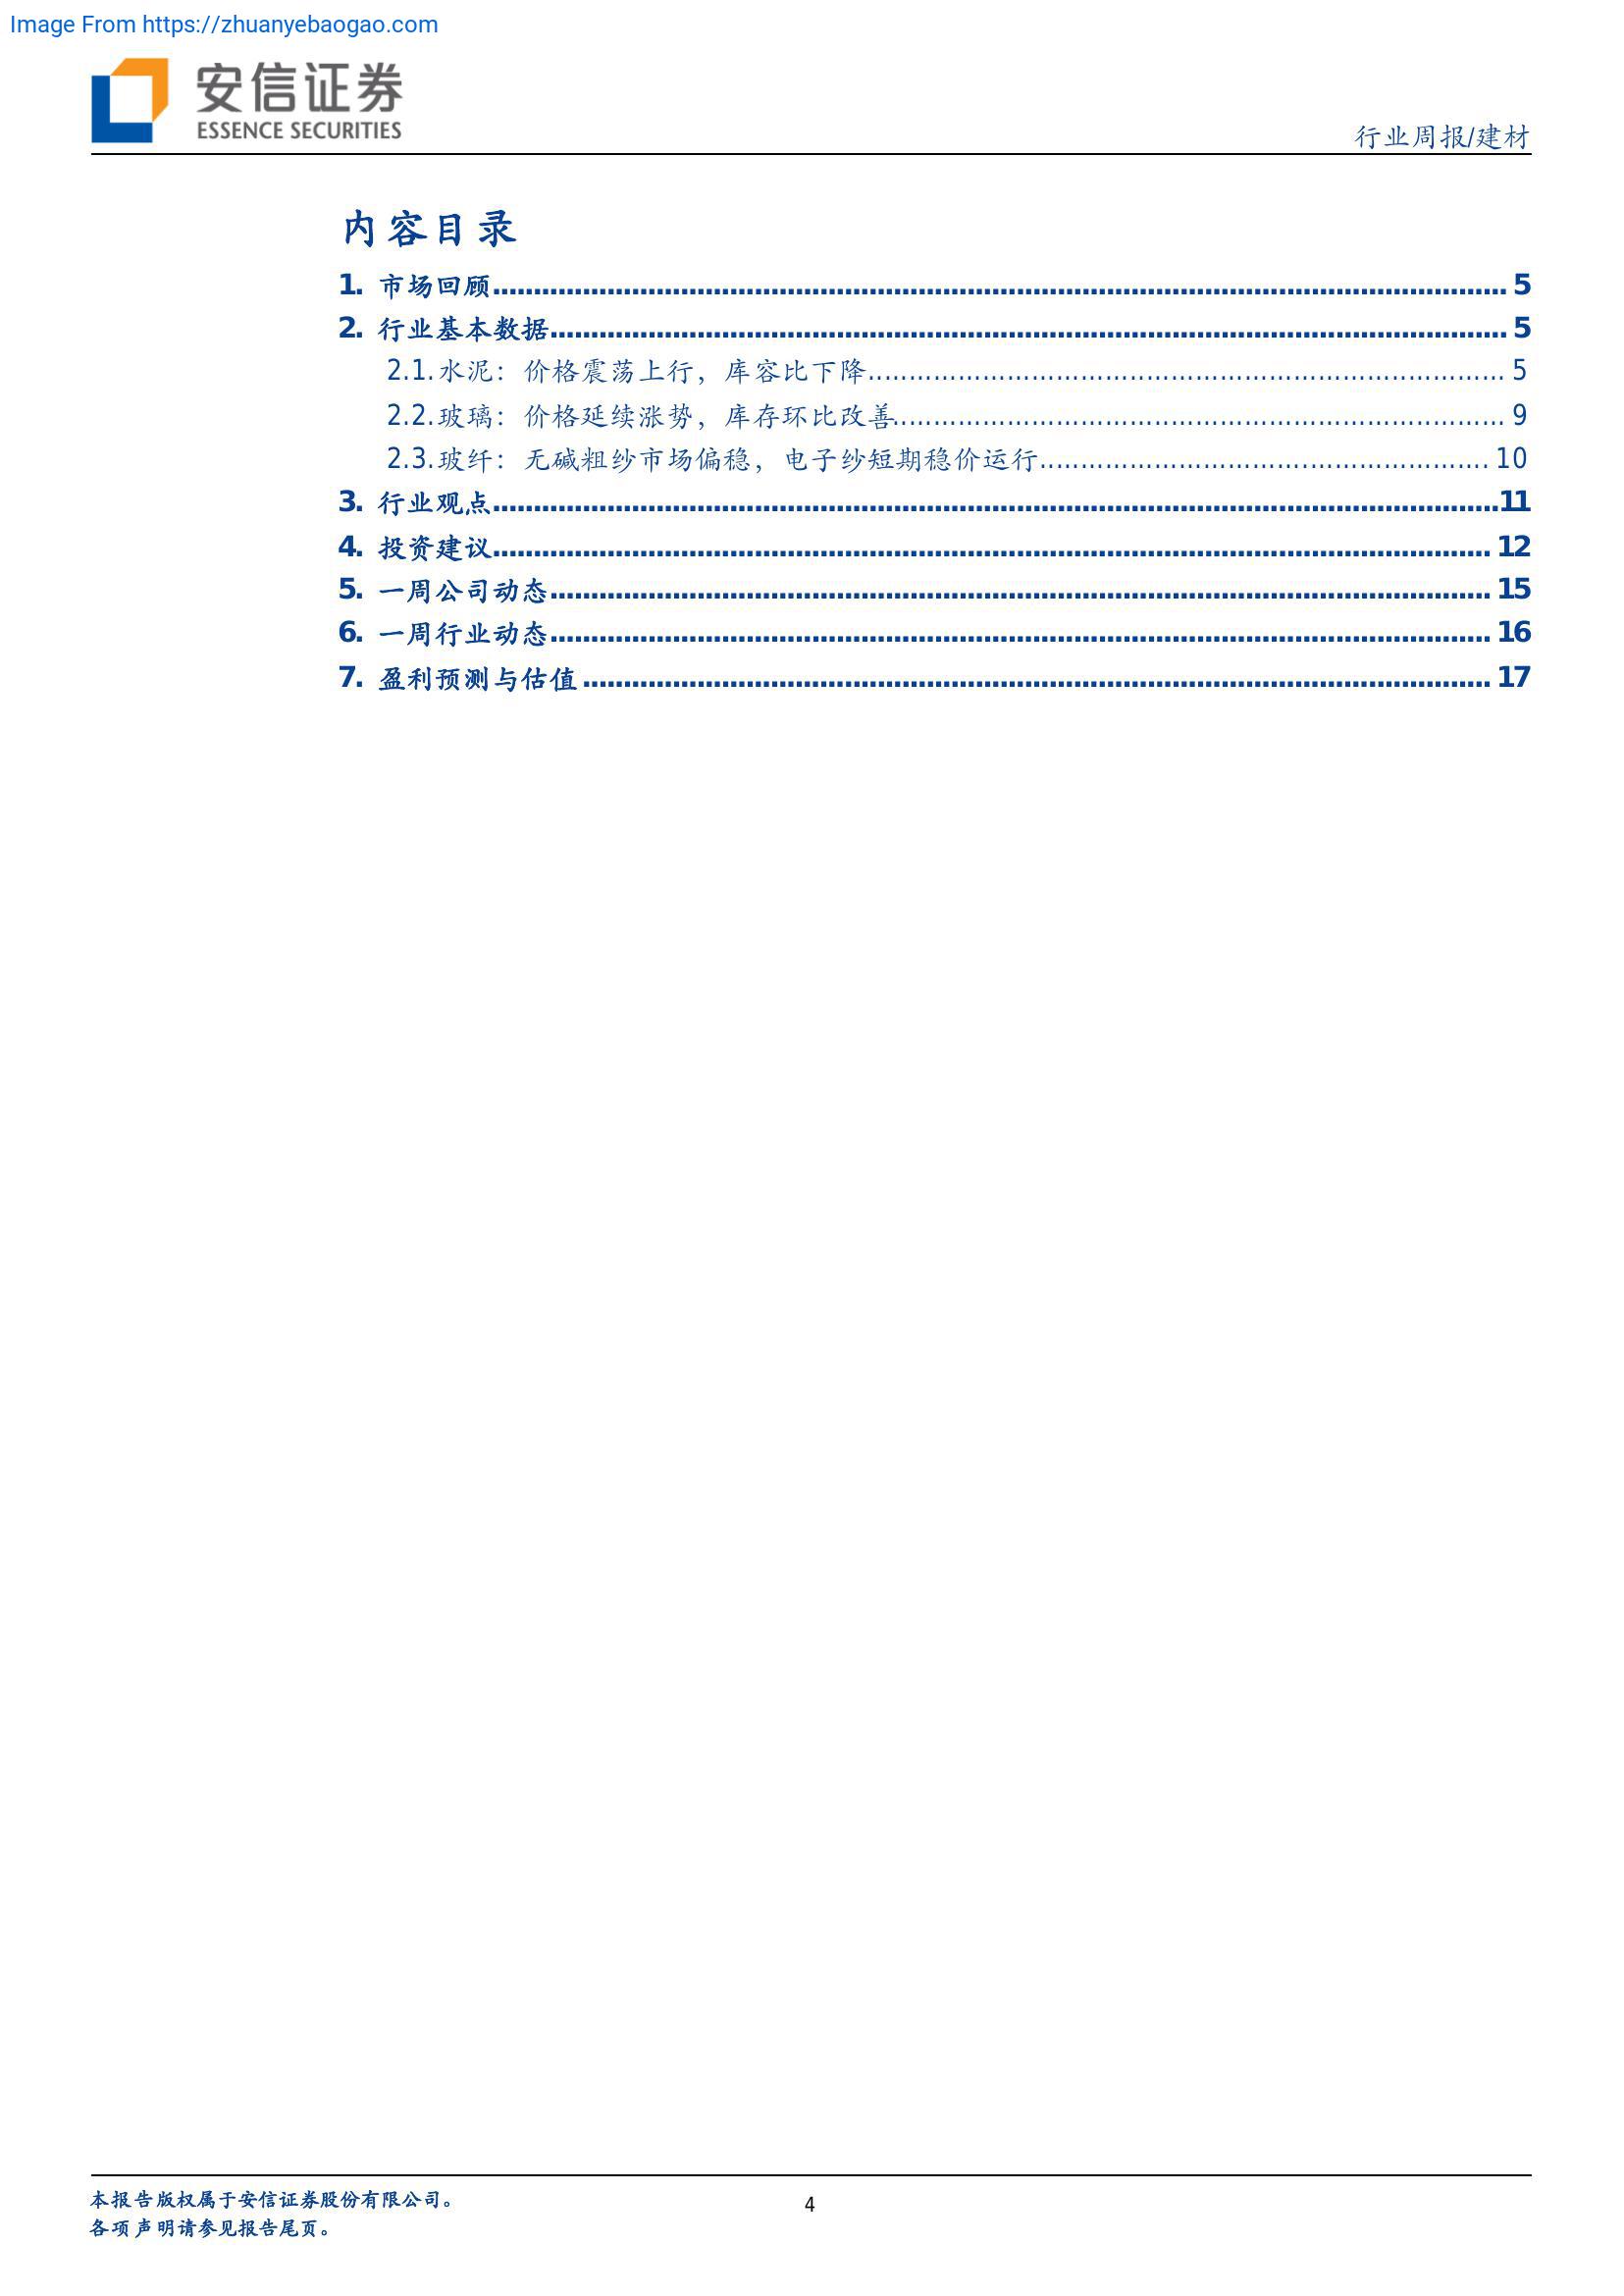 Image From https://zhuanyebaogao.com
安信证券
ESSENCE SECURITIES
行业周报/建材
内容目录
1. 市场回顾 5
2. 行业基本数据 5
2.1. 水泥：价格震荡上行，库容比下降 5
2.2. 玻璃：价格延续涨势，库存环比改善 9
2.3. 玻纤：无碱粗纱市场偏稳，电子纱短期稳价运行 10
3. 行业观点 11
4. 投资建议 12
5. 一周公司动态 15
6. 一周行业动态 16
7. 盈利预测与估值 17
本报告版权属于安信证券股份有限公司。
4
各项声明请参见报告尾页。